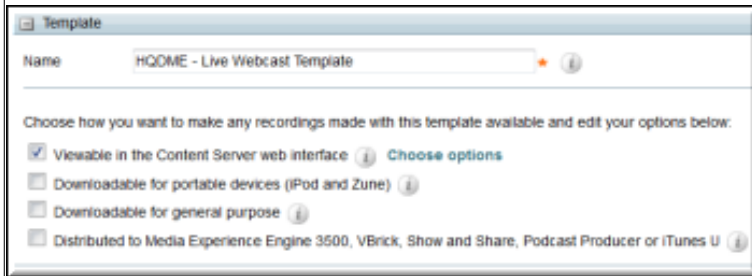 Template
Name HQDME - Live Webcast Template *
Choose how you want to make any recordings made with this template available and edit your options below:
Viewable in the Content Server web interface Choose options
Downloadable for portable devices (iPod and Zune)
Downloadable for general purpose
Distributed to Media Experience Engine 3500, VBrick, Show and Share, Podcast Producer or iTunes U